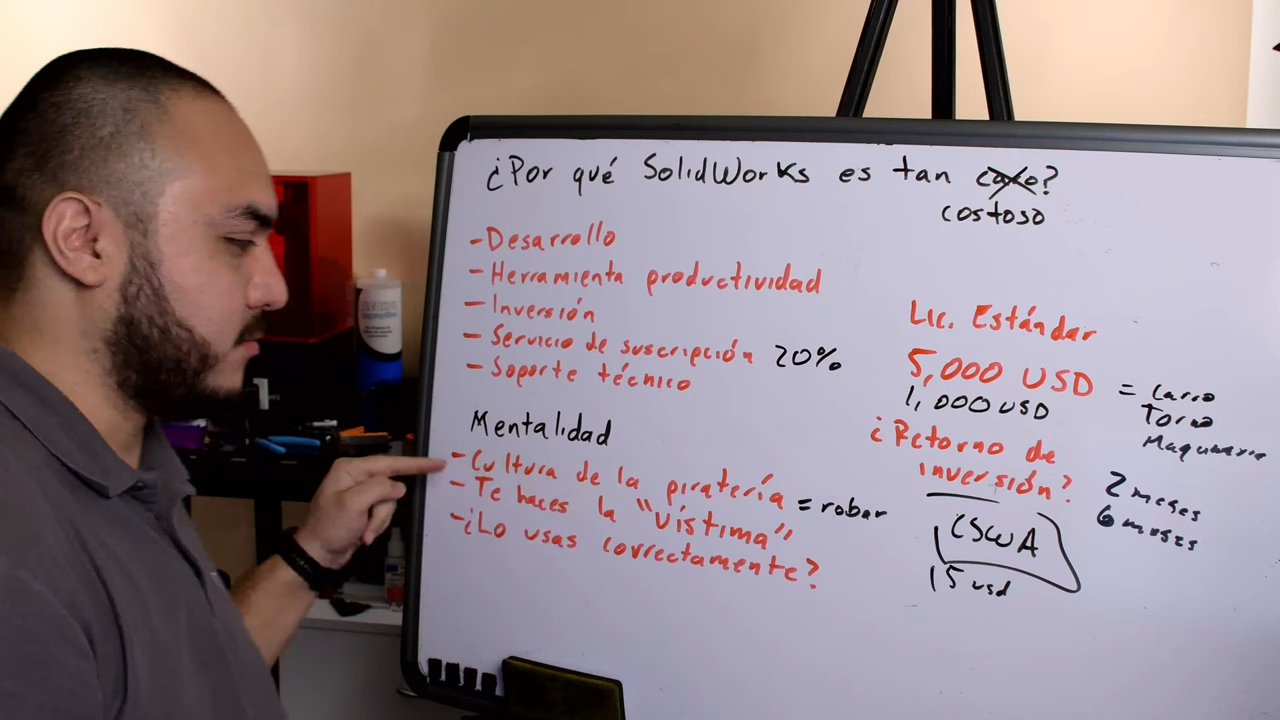 ¿Por qué SolidWorks es tan caro?
costoso
-Desarrollo
-Herramienta productividad
-Inversión
-Servicio de suscripción 20%
-Soporte técnico
Mentalidad
-Cultura de la piratería = robar
-Te haces la "vístima"
-¿Lo usas correctamente?
Lic. Estándar
5,000 USD = carro
1,000 USD Torno
Maquinaria
¿Retorno de
inversión?
2 meses
6 meses
CSWA
15 usd